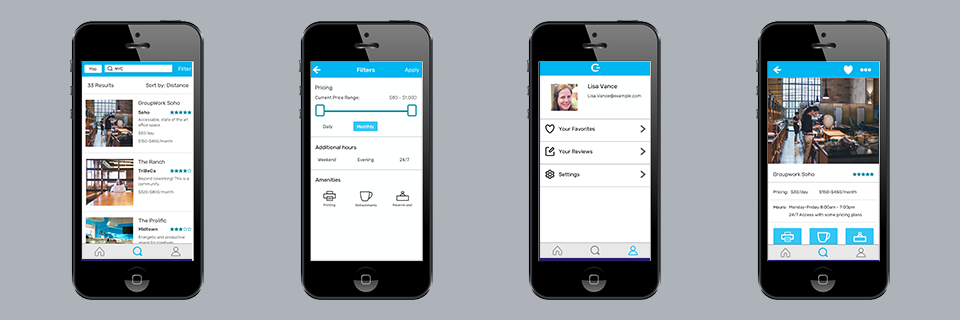 Map
NYC
Filter
33 Results
Sort by: Distance
GroupWork Soho
Soho
Accessable, state of the art
office space
$30/day
$150-$450/month
The Ranch
TriBeCa
Beyond coworking! This is a
community.
$320-$400/month
The Prolific
Midtown
Energetic and productive
space for creatives
Filters
Apply
Pricing
Current Price Range:
$80 - $1,000
Daily
Monthly
Additional hours
Weekend
Evening
24/7
Amenities
Printing
Refreshments
Reserve seat
Lisa Vance
Lisa Vance@example.com
Your Favorites
Your Reviews
Settings
Groupwork Soho
Pricing:
$30/day
$150-$450/month
Hours:
Monday-Friday 8:00am - 7:00pm
24/7 Access with some pricing plans